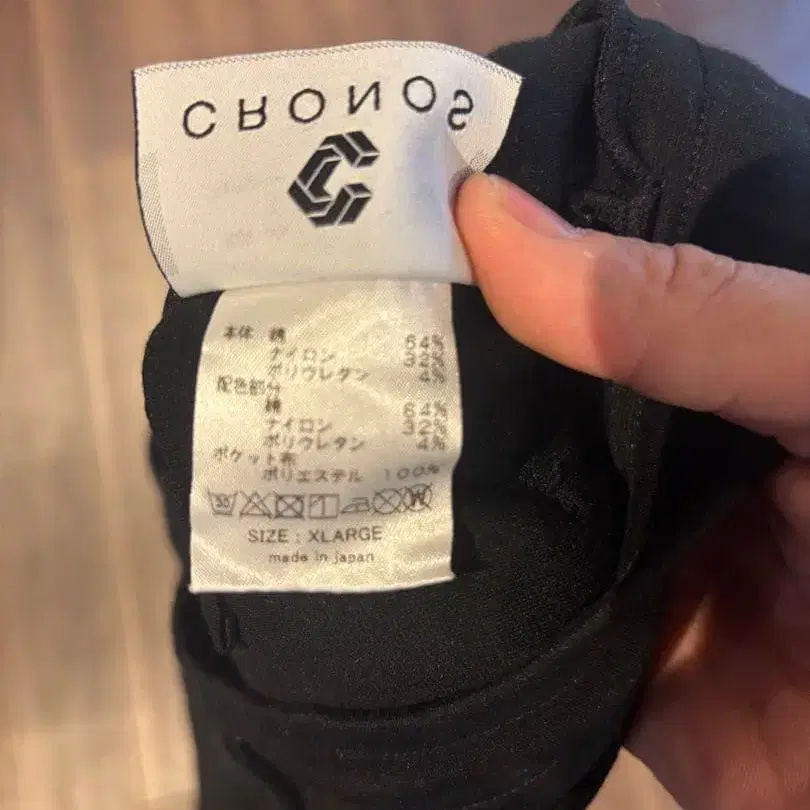 CRONOS
本体 綿 64%
ナイロン 32%
ポリウレタン 4%
配色部分
綿 64%
ナイロン 32%
ポリウレタン 4%
ポケット布
ポリエステル 100%
30 W
SIZE : XLARGE
made in japan